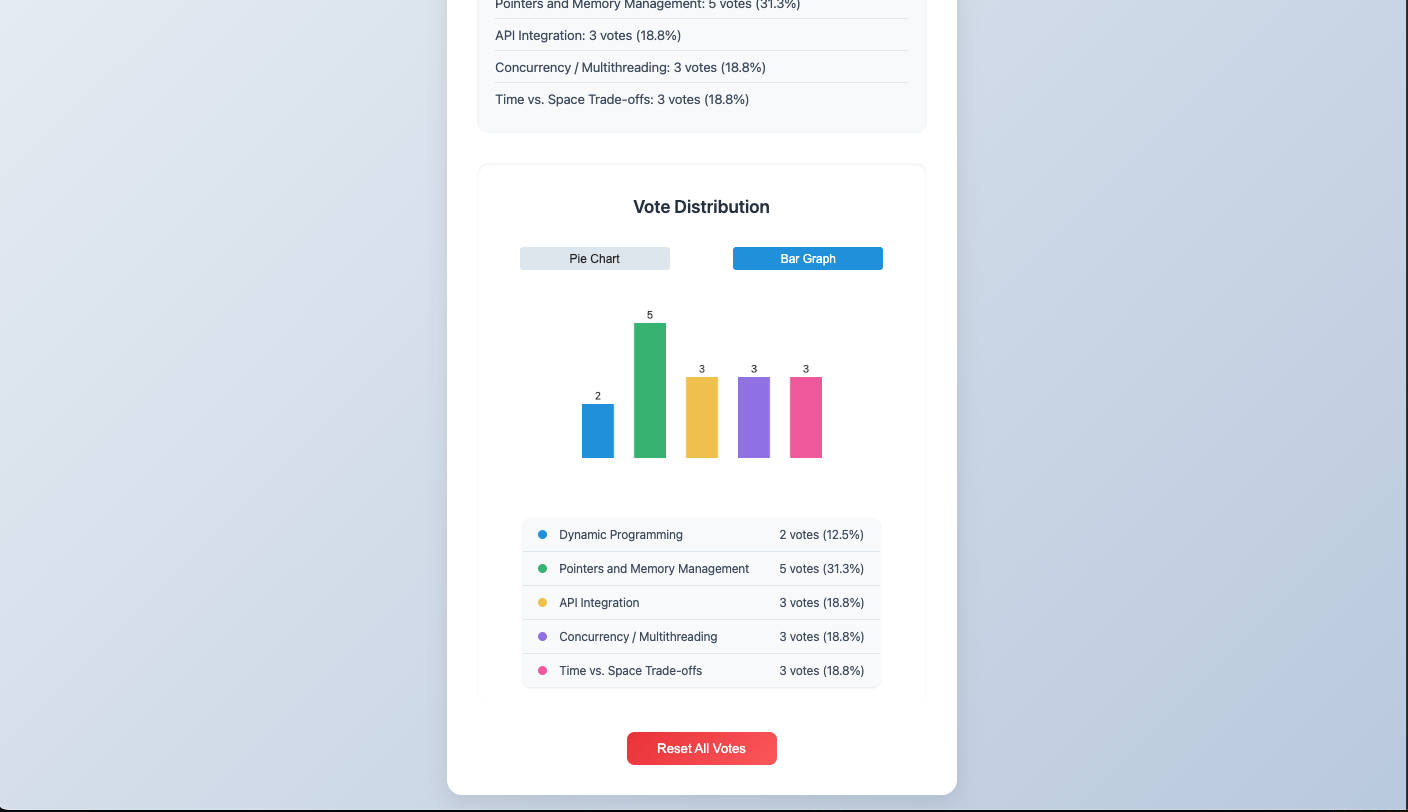 Pointers and Memory Management: 5 votes (31.3%)
API Integration: 3 votes (18.8%)
Concurrency / Multithreading: 3 votes (18.8%)
Time vs. Space Trade-offs: 3 votes (18.8%)
Vote Distribution
Pie Chart Bar Graph
5
3 3 3
2
Dynamic Programming 2 votes (12.5%)
Pointers and Memory Management 5 votes (31.3%)
API Integration 3 votes (18.8%)
Concurrency / Multithreading 3 votes (18.8%)
Time vs. Space Trade-offs 3 votes (18.8%)
Reset All Votes